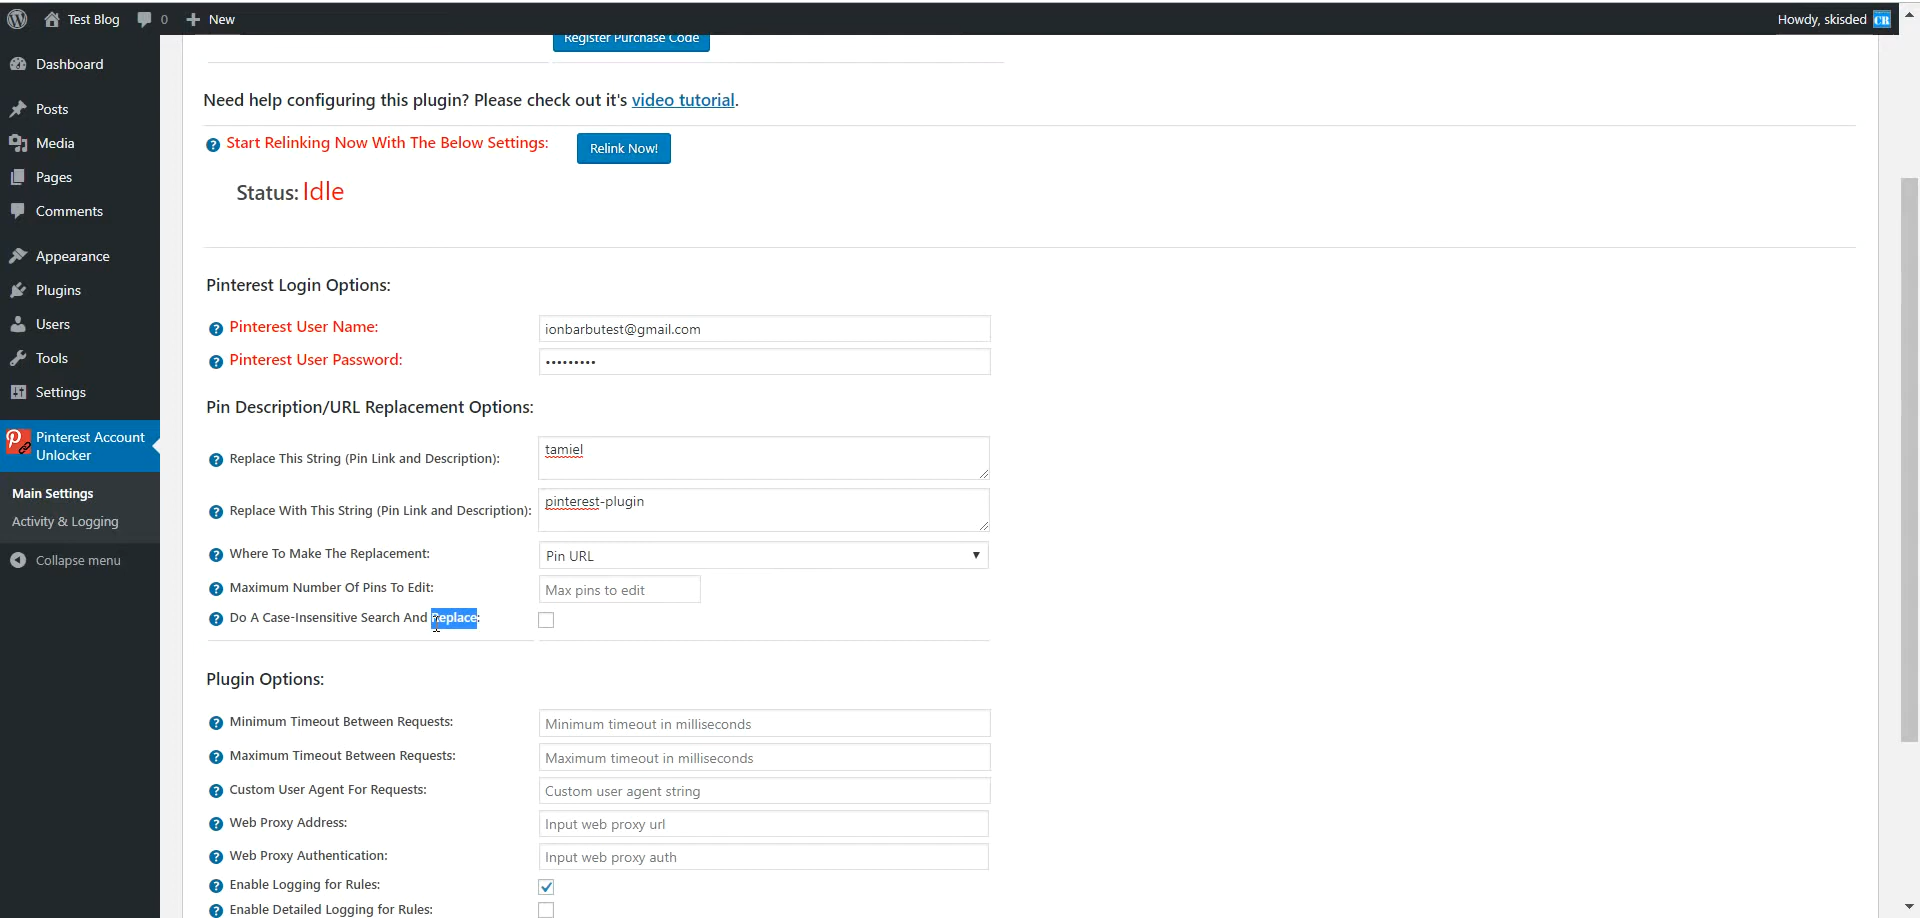 Test Blog 0 New Howdy, skisded CR
Dashboard
Posts
Media
Pages
Comments
Appearance
Plugins
Users
Tools
Settings
Pinterest Account
Unlocker
Main Settings
Activity & Logging
Collapse menu
Register Purchase Code
Need help configuring this plugin? Please check out it's video tutorial.
Start Relinking Now With The Below Settings: Relink Now!
Status: Idle
Pinterest Login Options:
Pinterest User Name: ionbarbutest@gmail.com
Pinterest User Password: •••••••••
Pin Description/URL Replacement Options:
Replace This String (Pin Link and Description): tamiel
Replace With This String (Pin Link and Description): pinterest-plugin
Where To Make The Replacement: Pin URL
Maximum Number Of Pins To Edit: Max pins to edit
Do A Case-Insensitive Search And Replace:
Plugin Options:
Minimum Timeout Between Requests: Minimum timeout in milliseconds
Maximum Timeout Between Requests: Maximum timeout in milliseconds
Custom User Agent For Requests: Custom user agent string
Web Proxy Address: Input web proxy url
Web Proxy Authentication: Input web proxy auth
Enable Logging for Rules:
Enable Detailed Logging for Rules: